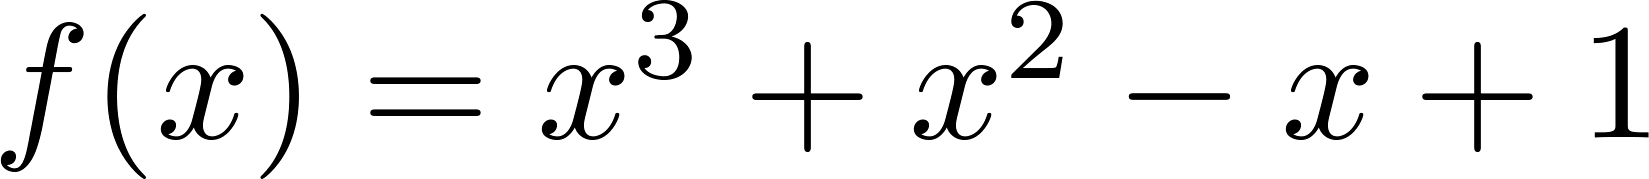 f(x) = x³ + x² − x + 1